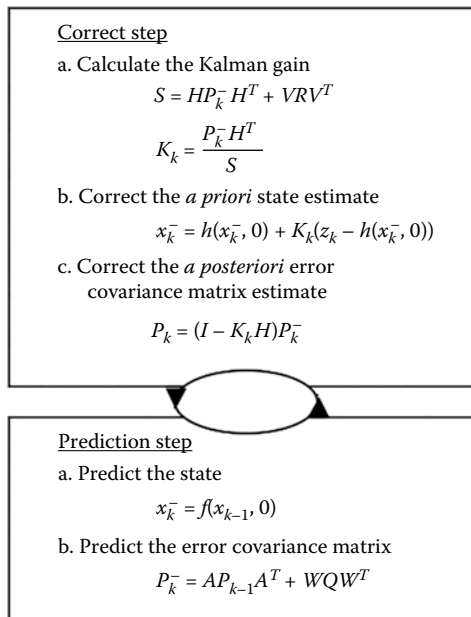 Correct step
a. Calculate the Kalman gain
S = HP_k^- H^T + VRV^T
K_k = \frac{P_k^- H^T}{S}
b. Correct the a priori state estimate
x_k^- = h(x_k^-, 0) + K_k(z_k – h(x_k^-, 0))
c. Correct the a posteriori error
covariance matrix estimate
P_k = (I – K_k H)P_k^-
Prediction step
a. Predict the state
x_k^- = f(x_{k–1}, 0)
b. Predict the error covariance matrix
P_k^- = AP_{k–1}A^T + WQW^T